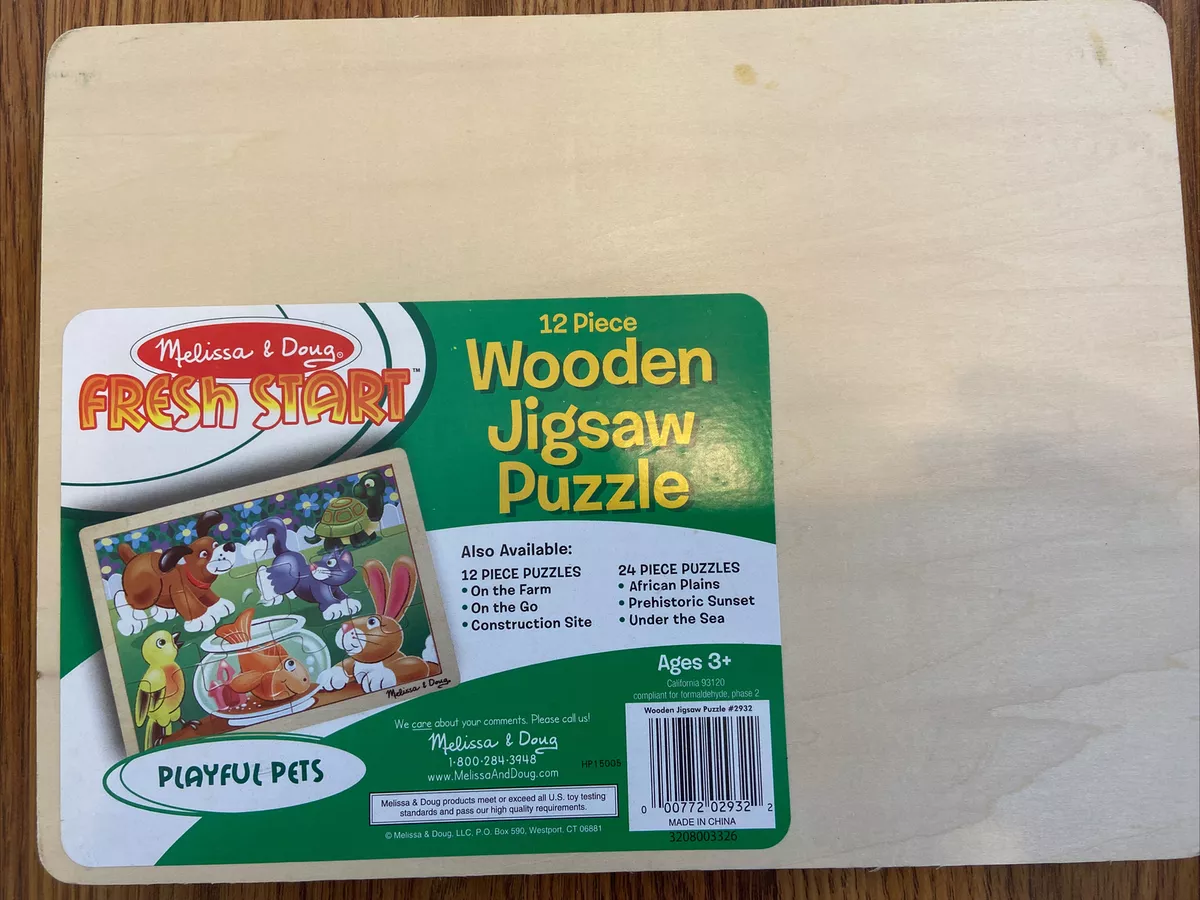 Melissa & Doug®
FRESH START™
12 Piece
Wooden
Jigsaw
Puzzle
Also Available:
12 PIECE PUZZLES
• On the Farm
• On the Go
• Construction Site
24 PIECE PUZZLES
• African Plains
• Prehistoric Sunset
• Under the Sea
Melissa & Doug
PLAYFUL PETS
Ages 3+
California 93120
compliant for formaldehyde, phase 2
We care about your comments. Please call us!
Melissa & Doug
1-800-284-3948
www.MelissaAndDoug.com
HP15005
Melissa & Doug products meet or exceed all U.S. toy testing
standards and pass our high quality requirements.
© Melissa & Doug, LLC, P.O. Box 590, Westport, CT 06881
Wooden Jigsaw Puzzle #2932
0 00772 02932 2
MADE IN CHINA
3208003326